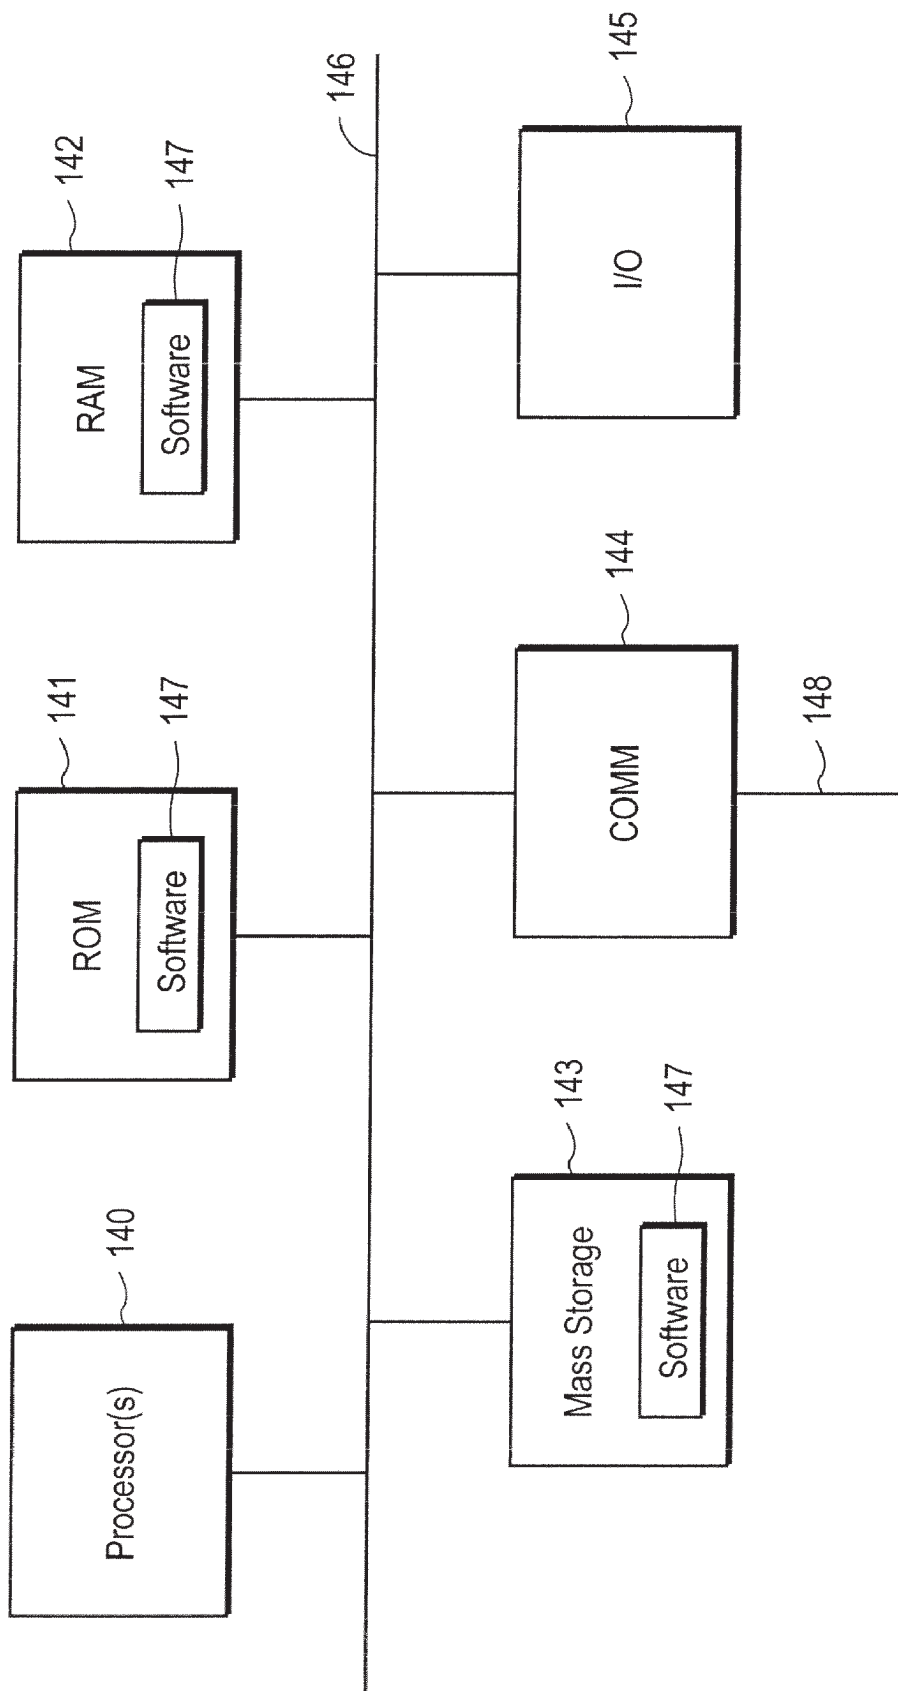 Processor(s)
140
ROM
141
Software
147
RAM
142
Software
147
146
Mass Storage
143
Software
147
COMM
144
148
I/O
145